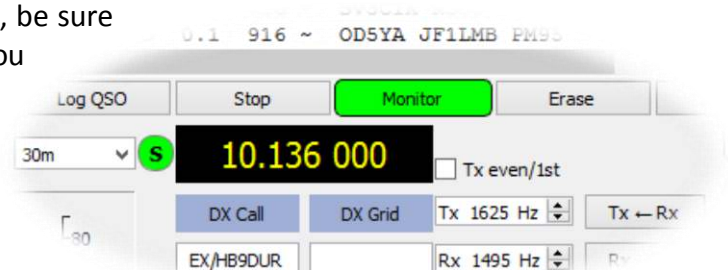 , be sure
ou
0.1 916 ~ OD5YA JF1LMB PM95
Log QSO Stop Monitor Erase
30m S 10.136 000 Tx even/1st
DX Call DX Grid Tx 1625 Hz Tx ← Rx
80
EX/HB9DUR Rx 1495 Hz